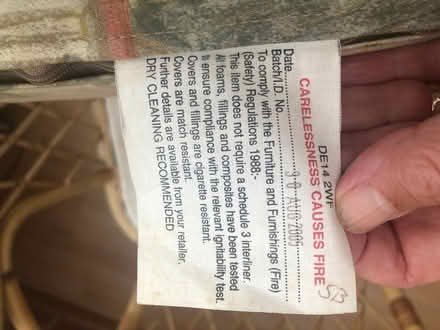 DE14 2WF
CARELESSNESS CAUSES FIRE
Date.................. AUG 2005
Batch/I.D. No.
To comply with the Furniture and Furnishings (Fire)
(Safety) Regulations 1988:-
This item does not require a schedule 3 interliner.
All foams, fillings and composites have been tested
to ensure compliance with the relevant ignitability test.
Covers and fillings are cigarette resistant.
Covers are match resistant.
Further details are available from your retailer.
DRY CLEANING RECOMMENDED